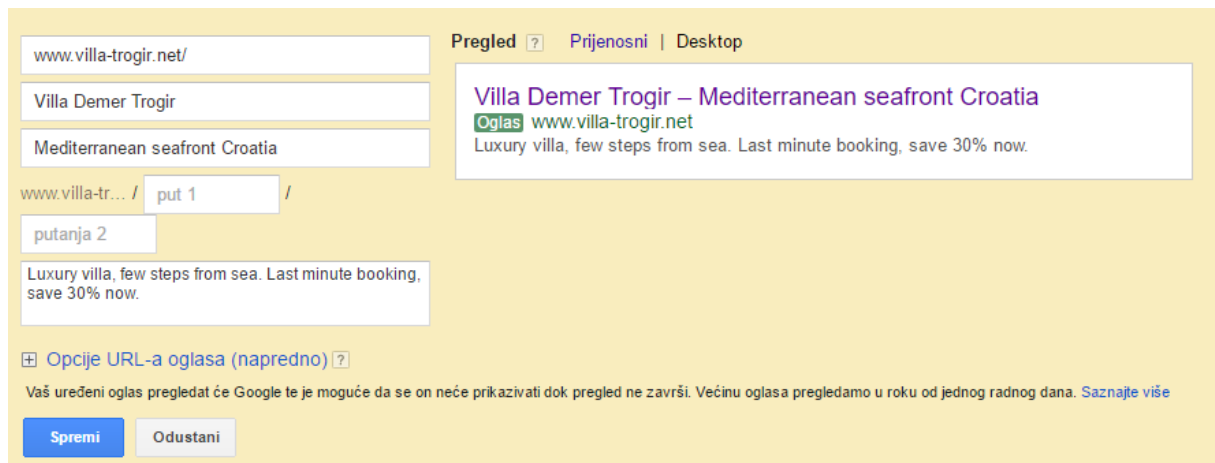 www.villa-trogir.net/
Villa Demer Trogir
Mediterranean seafront Croatia
www.villa-tr... / put 1 /
putanja 2
Luxury villa, few steps from sea. Last minute booking,
save 30% now.
Pregled ? Prijenosni | Desktop
Villa Demer Trogir – Mediterranean seafront Croatia
Oglas www.villa-trogir.net
Luxury villa, few steps from sea. Last minute booking, save 30% now.
Opcije URL-a oglasa (napredno) ?
Vaš uređeni oglas pregledat će Google te je moguće da se on neće prikazivati dok pregled ne završi. Većinu oglasa pregledamo u roku od jednog radnog dana. Saznajte više
Spremi Odustani